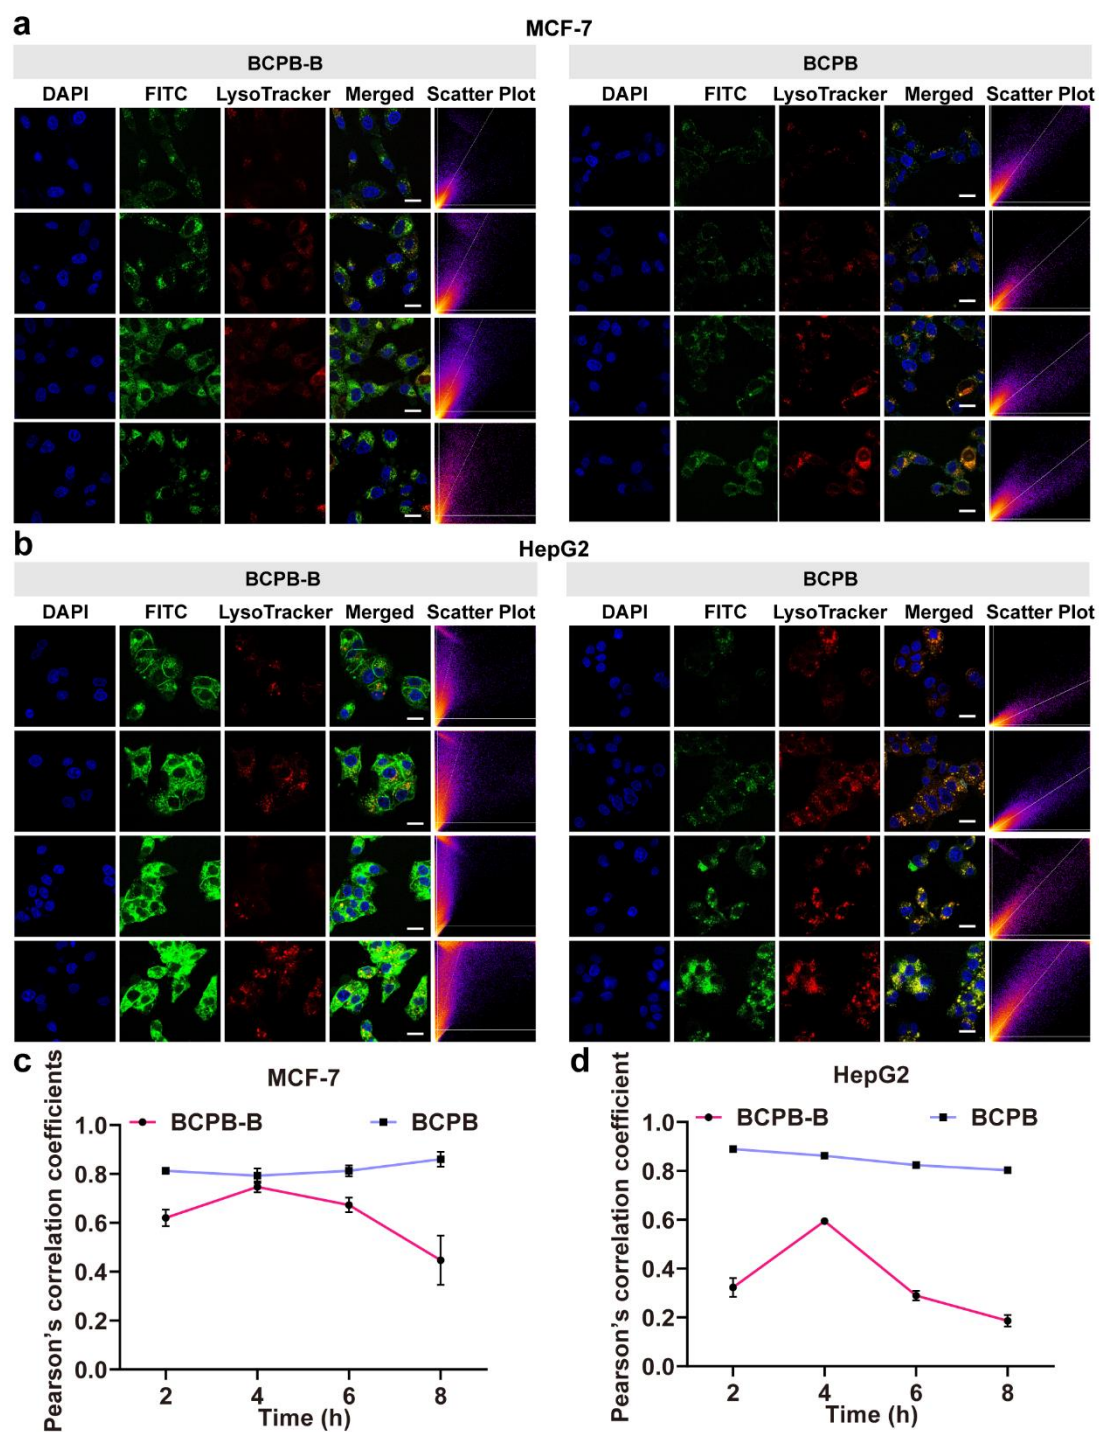 a
MCF-7
BCPB-B
BCPB
DAPI FITC LysoTracker Merged Scatter Plot
DAPI FITC LysoTracker Merged Scatter Plot
b
HepG2
BCPB-B
BCPB
DAPI FITC LysoTracker Merged Scatter Plot
DAPI FITC LysoTracker Merged Scatter Plot
c
MCF-7
BCPB-B
BCPB
Pearson's correlation coefficients
1.0
0.8
0.6
0.4
0.2
0.0
2 4 6 8
Time (h)
d
HepG2
BCPB-B
BCPB
Pearson's correlation coefficient
1.0
0.8
0.6
0.4
0.2
0.0
2 4 6 8
Time (h)